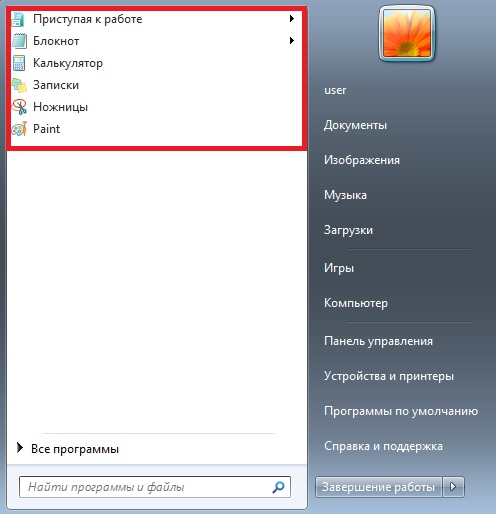 Приступая к работе
Блокнот
Калькулятор
Записки
Ножницы
Paint
Все программы
Найти программы и файлы
user
Документы
Изображения
Музыка
Загрузки
Игры
Компьютер
Панель управления
Устройства и принтеры
Программы по умолчанию
Справка и поддержка
Завершение работы